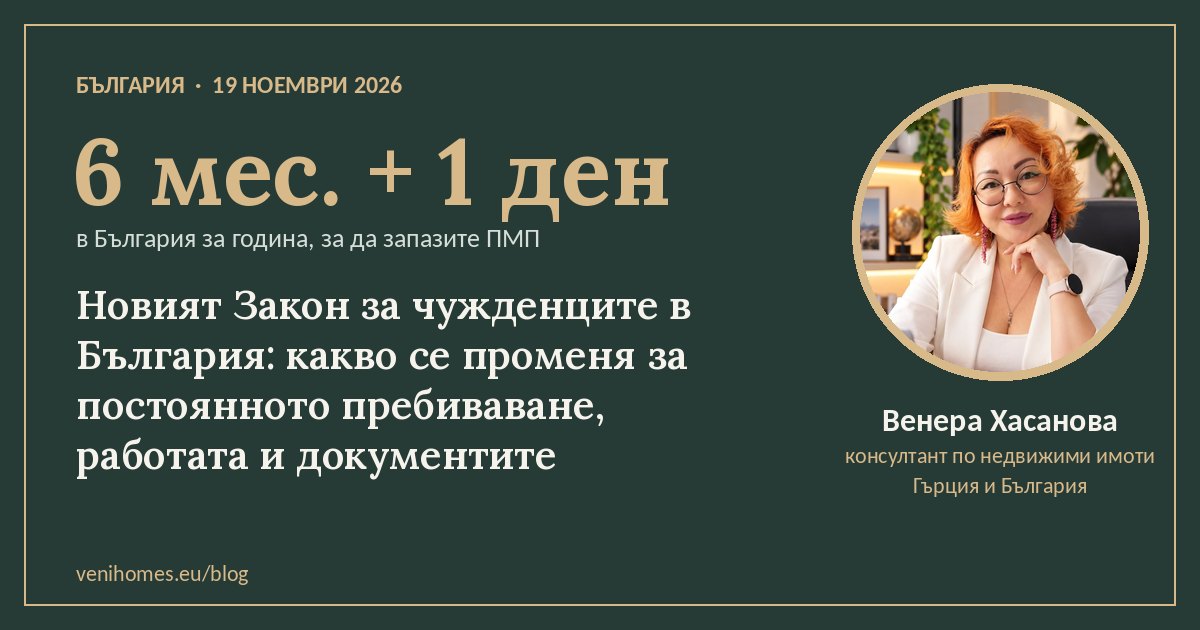 БЪЛГАРИЯ · 19 НОЕМВРИ 2026
6 мес. + 1 ден
в България за година, за да запазите ПМП
Новият Закон за чужденците в
България: какво се променя за
постоянното пребиваване,
работата и документите
Венера Хасанова
консултант по недвижими имоти
Гърция и България
venihomes.eu/blog